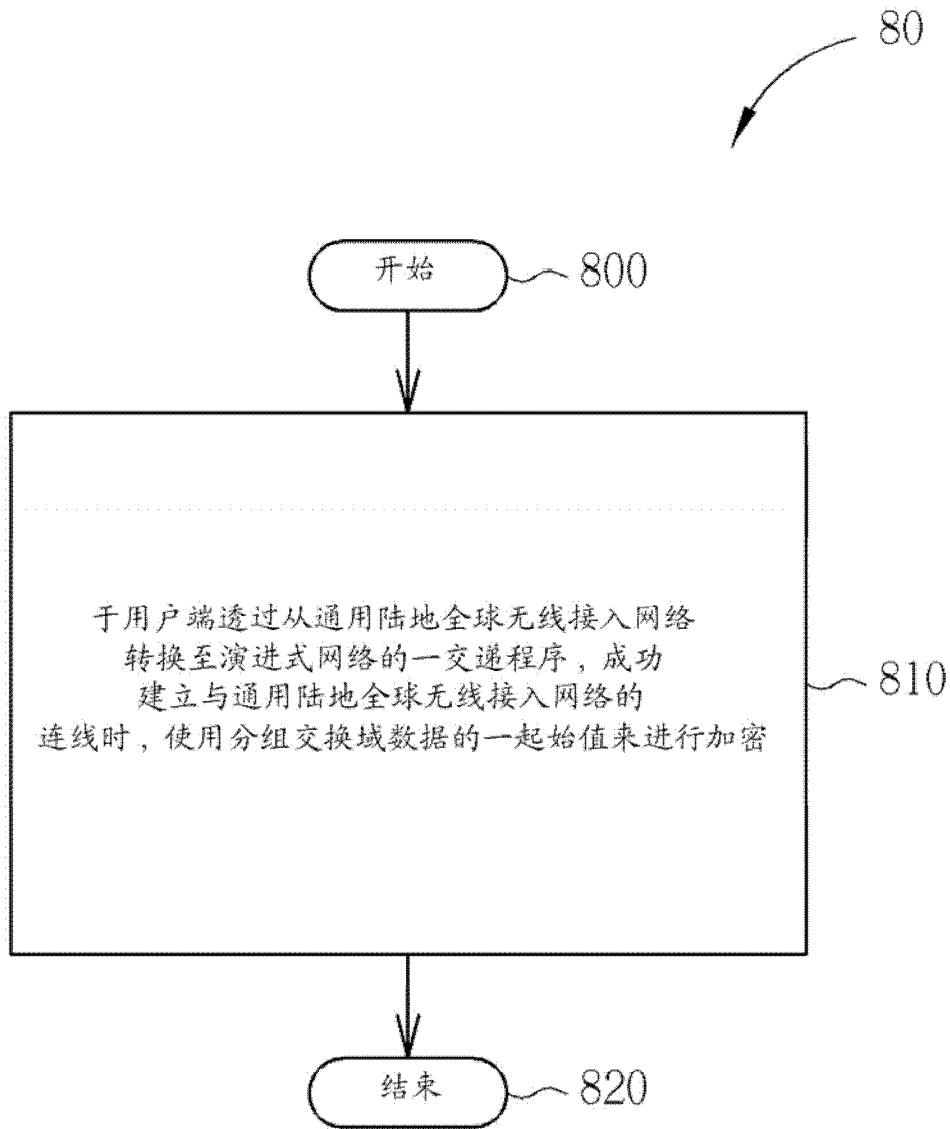 80
开始
800
于用户端透过从通用陆地全球无线接入网络
转换至演进式网络的一交递程序，成功
建立与通用陆地全球无线接入网络的
连线时，使用分组交换域数据的一起始值来进行加密
810
结束
820